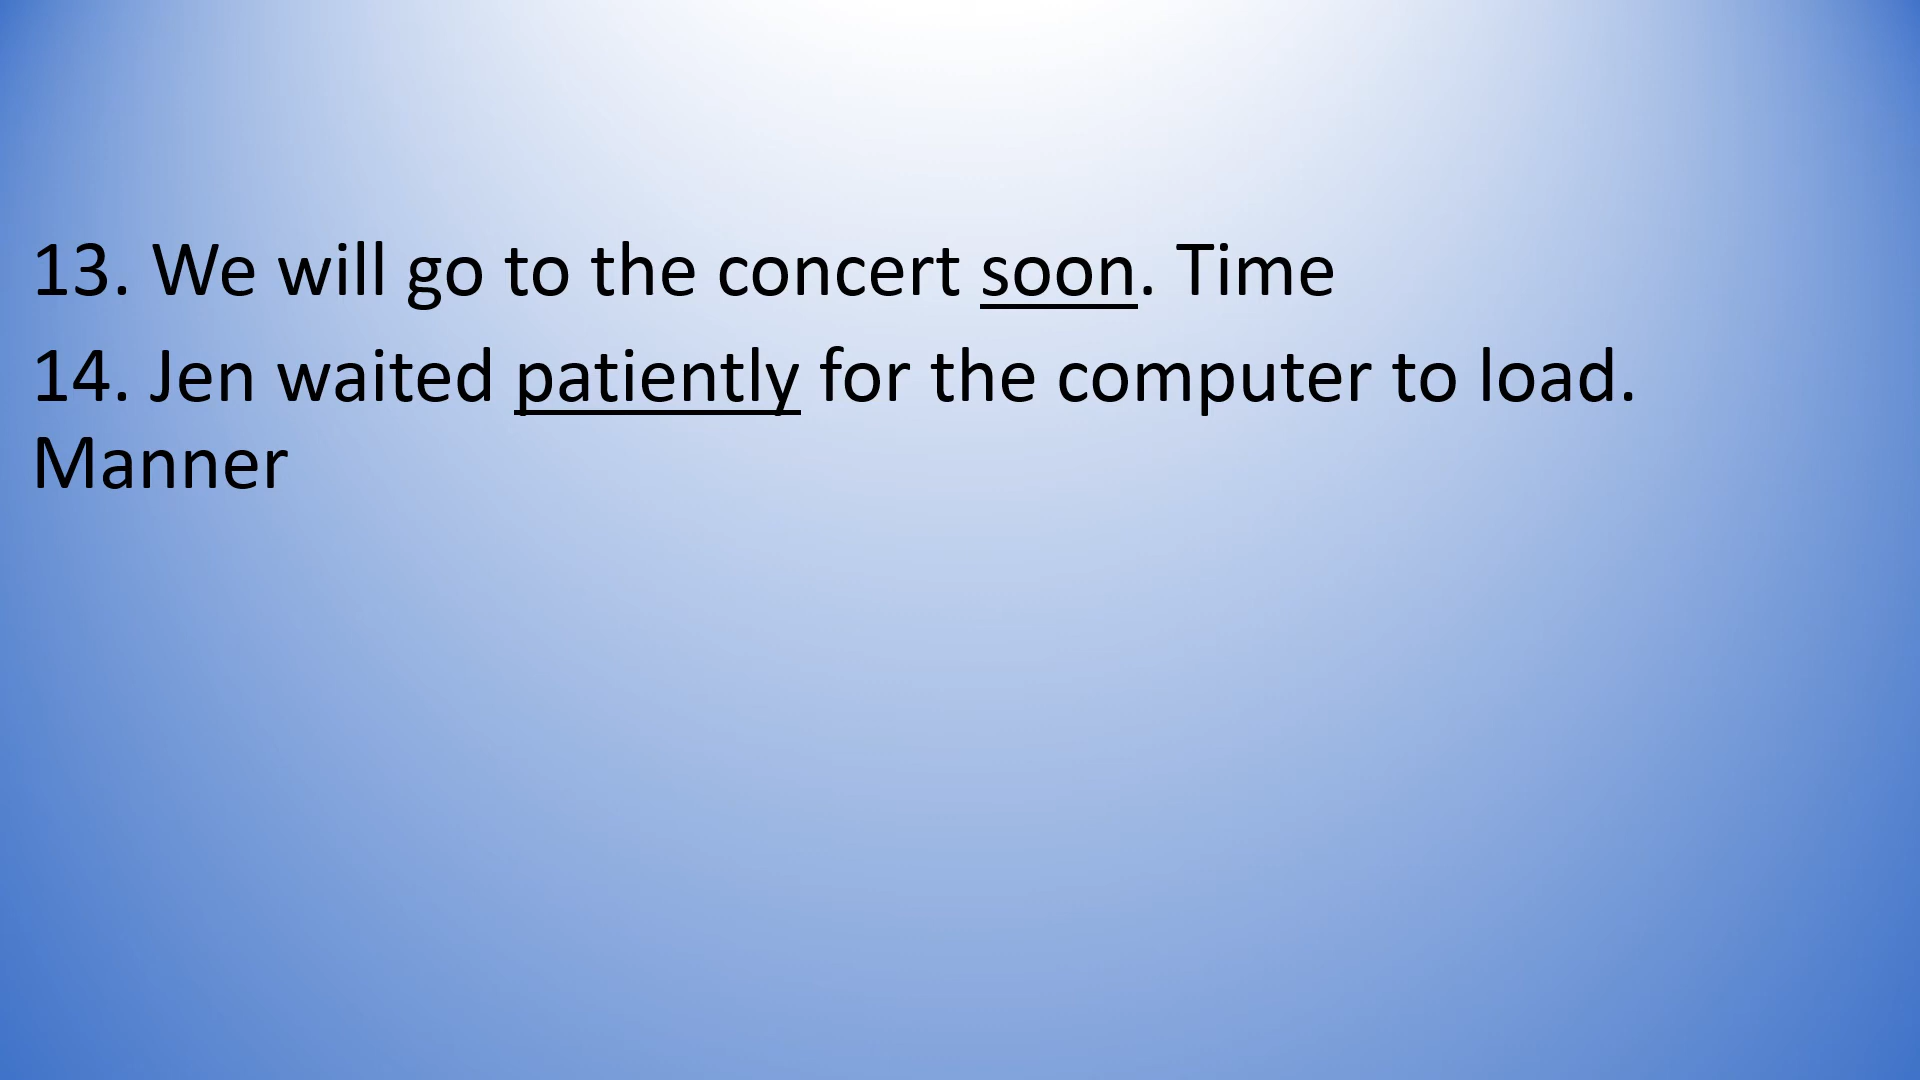 13. We will go to the concert soon. Time
14. Jen waited patiently for the computer to load.
Manner